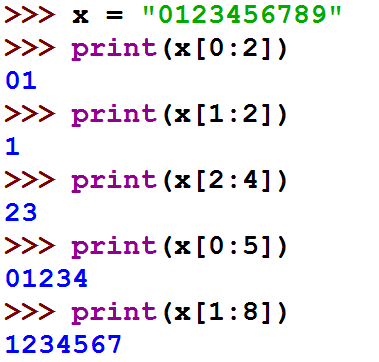 >>> x = "0123456789"
>>> print(x[0:2])
01
>>> print(x[1:2])
1
>>> print(x[2:4])
23
>>> print(x[0:5])
01234
>>> print(x[1:8])
1234567